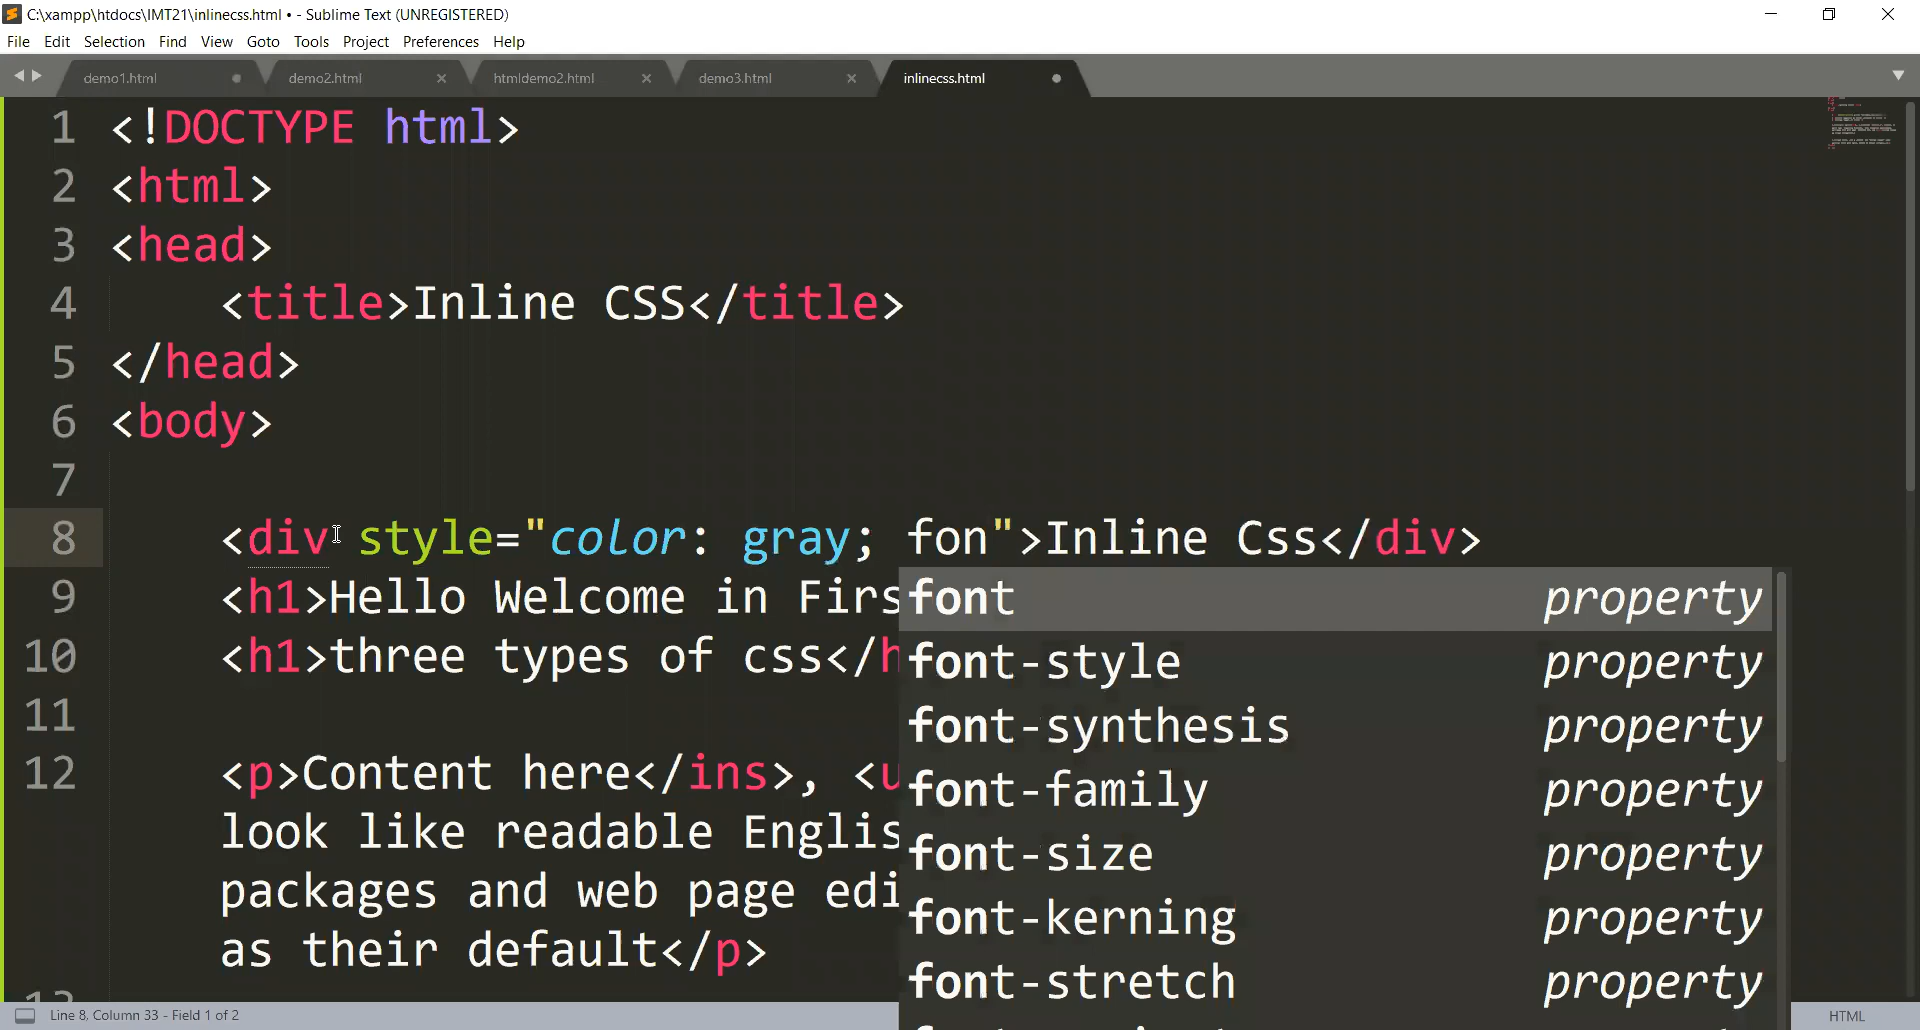 C:\xampp\htdocs\IMT21\inlinecss.html • - Sublime Text (UNREGISTERED)
File Edit Selection Find View Goto Tools Project Preferences Help
demo1.html demo2.html htmldemo2.html demo3.html inlinecss.html
1 <!DOCTYPE html>
2 <html>
3 <head>
4 <title>Inline CSS</title>
5 </head>
6 <body>
7
8 <div style="color: gray; fon">Inline Css</div>
9 <h1>Hello Welcome in Firs
font property
10 <h1>three types of css</h
font-style property
11
font-synthesis property
12 <p>Content here</ins>, <u
font-family property
look like readable Englis
font-size property
packages and web page edi
font-kerning property
as their default</p>
font-stretch property
Line 8, Column 33 - Field 1 of 2
HTML